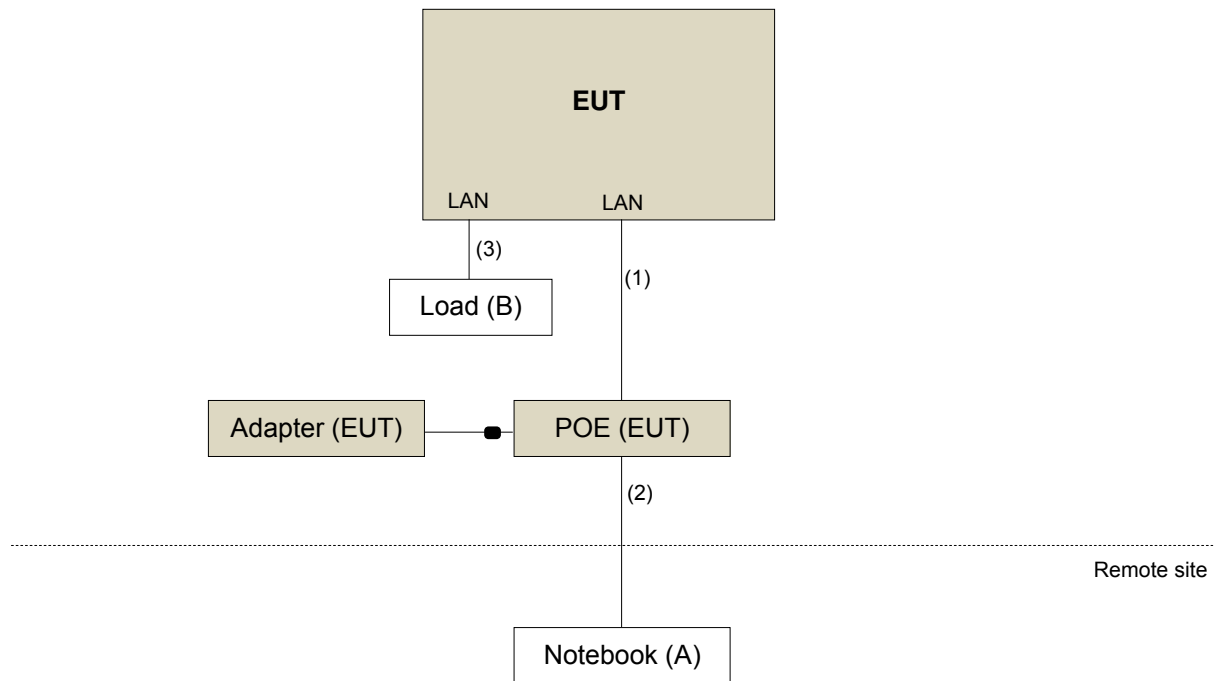 EUT
LAN LAN
(3)
(1)
Load (B)
Adapter (EUT) POE (EUT)
(2)
Remote site
Notebook (A)